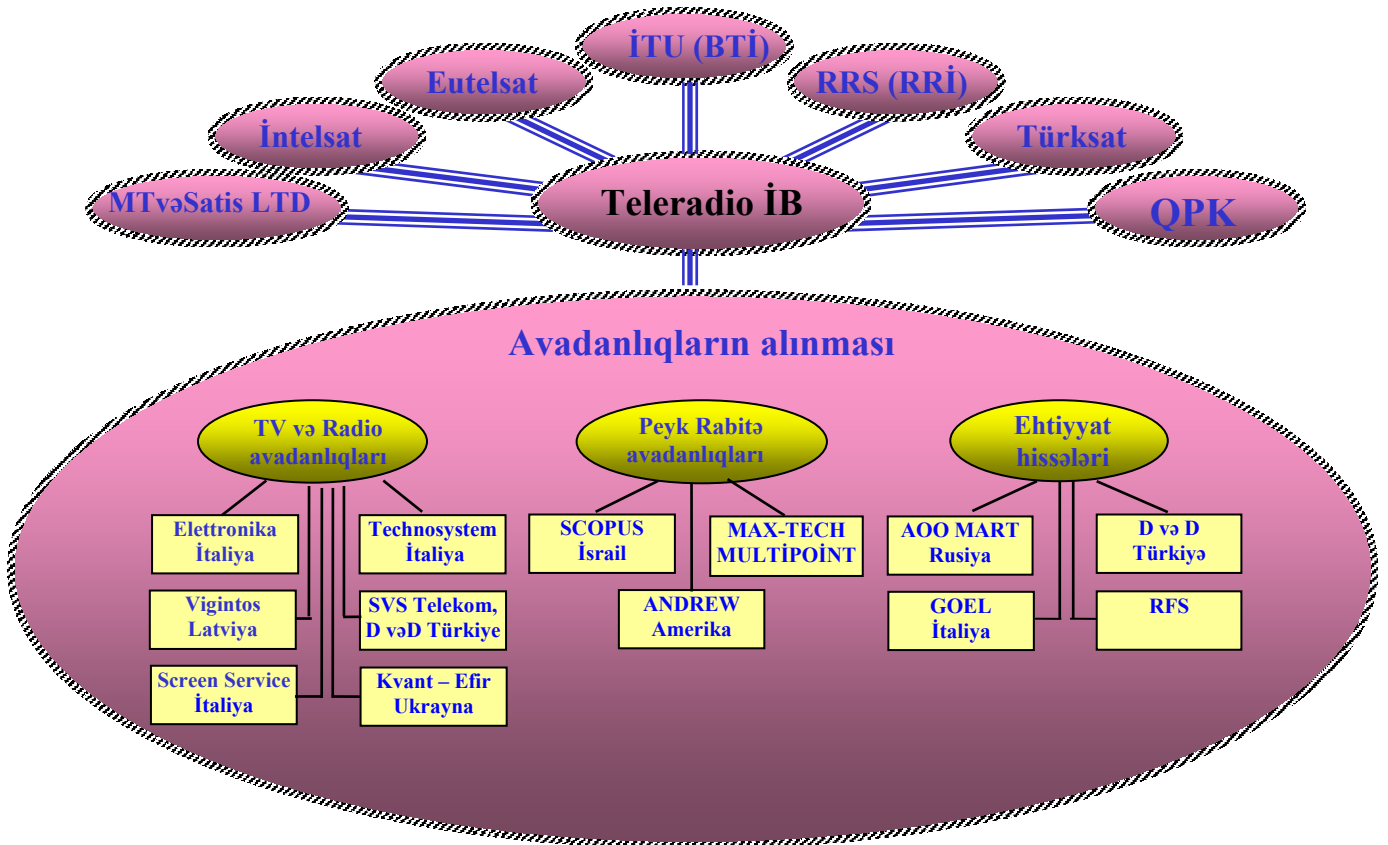 İTU (BTİ)
Eutelsat
RRS (RRİ)
İntelsat
Türksat
MTvəSatis LTD
Teleradio İB
QPK
Avadanlıqların alınması
TV və Radio
avadanlıqları
Peyk Rabitə
avadanlıqları
Ehtiyyat
hissələri
Elettronika
İtaliya
Technosystem
İtaliya
Vigintos
Latviya
SVS Telekom,
D vəD Türkiye
Screen Service
İtaliya
Kvant – Efir
Ukrayna
SCOPUS
İsrail
MAX-TECH
MULTİPOİNT
ANDREW
Amerika
AOO MART
Rusiya
D və D
Türkiyə
GOEL
İtaliya
RFS